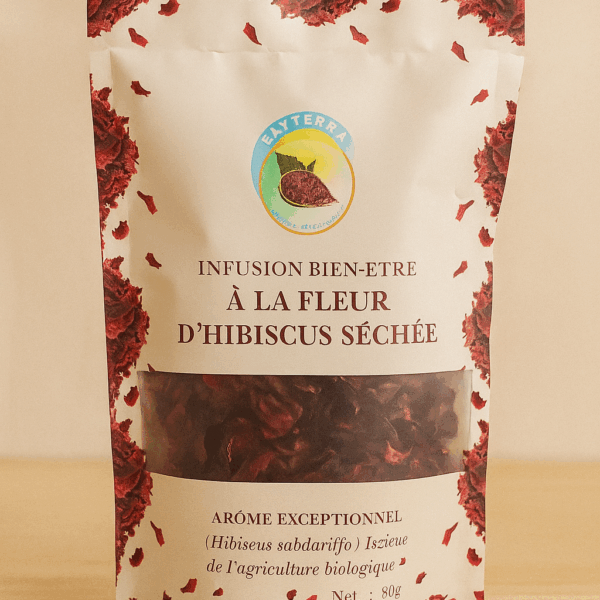 EAYTERRA
INFUSION BIEN-ETRE
À LA FLEUR
D'HIBISCUS SÉCHÉE
ARÓME EXCEPTIONNEL
(Hibiseus sabdariffo) Iszieue
de l'agriculture biologique
Net : 80g